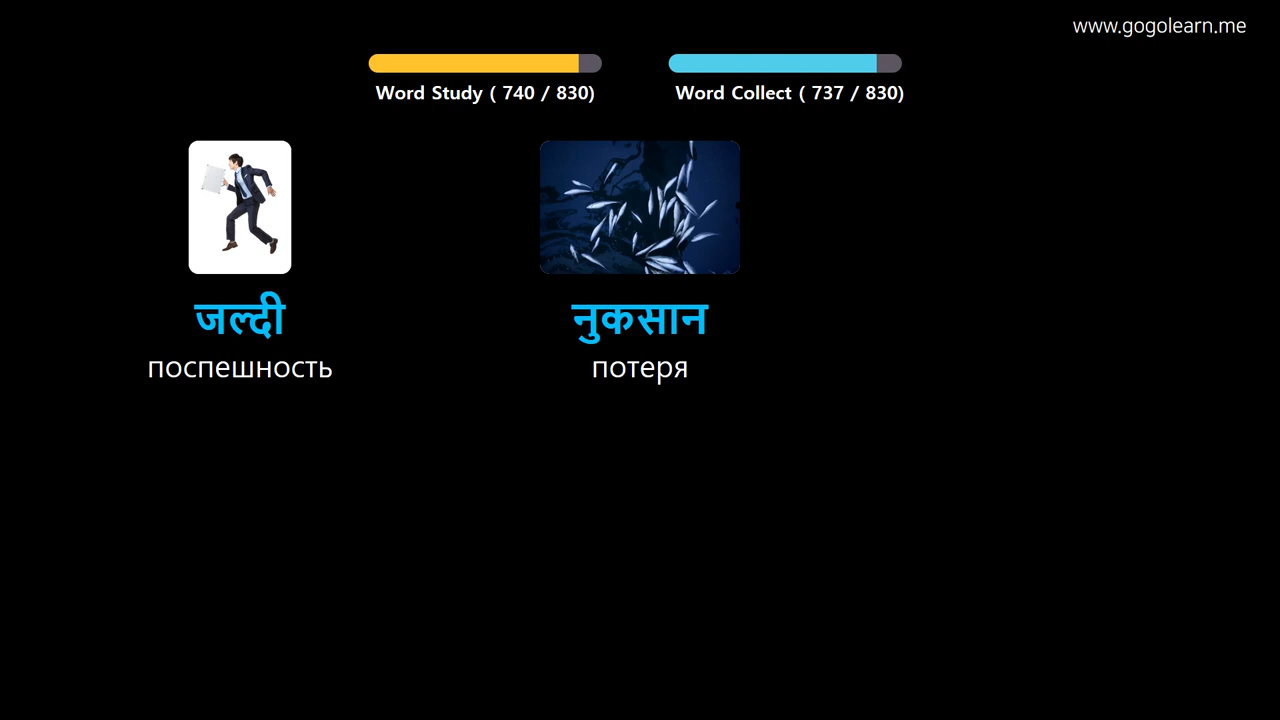 www.gogolearn.me
Word Study ( 740 / 830)
Word Collect ( 737 / 830)
जल्दी
поспешность
नुकसान
потеря